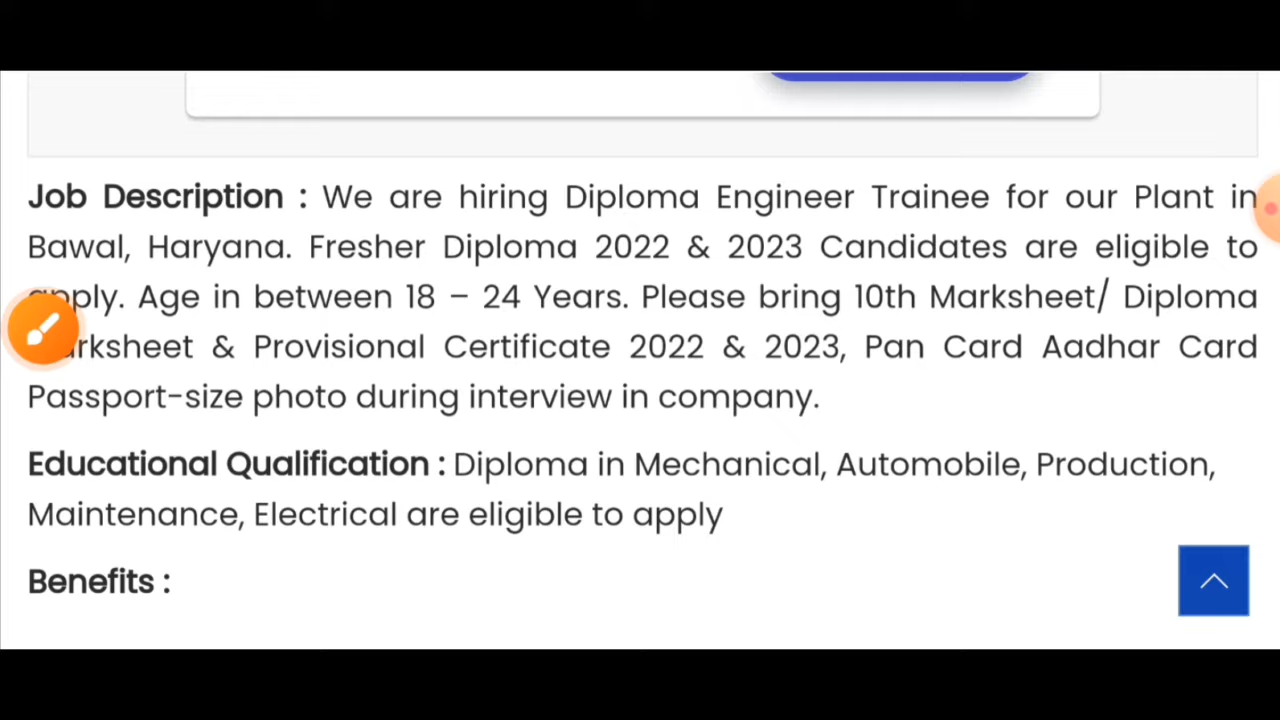 Job Description : We are hiring Diploma Engineer Trainee for our Plant in
Bawal, Haryana. Fresher Diploma 2022 & 2023 Candidates are eligible to
apply. Age in between 18 – 24 Years. Please bring 10th Marksheet/ Diploma
Marksheet & Provisional Certificate 2022 & 2023, Pan Card Aadhar Card
Passport-size photo during interview in company.
Educational Qualification : Diploma in Mechanical, Automobile, Production,
Maintenance, Electrical are eligible to apply
Benefits :